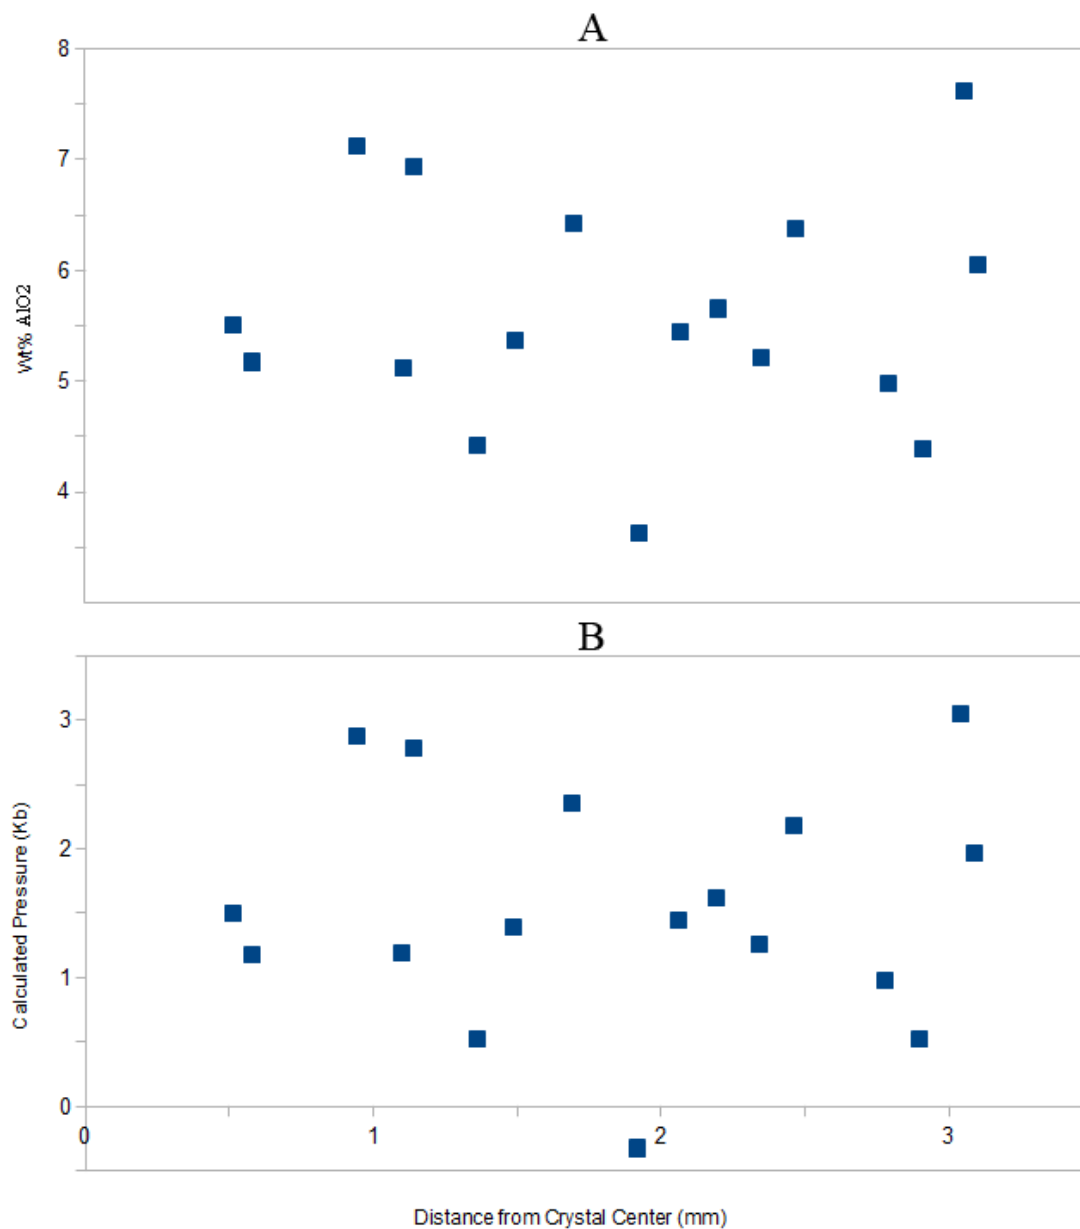 A
8
7
6
5
4
Wt% AlO2
B
3
2
1
0
Calculated Pressure (Kb)
0 1 2 3
Distance from Crystal Center (mm)